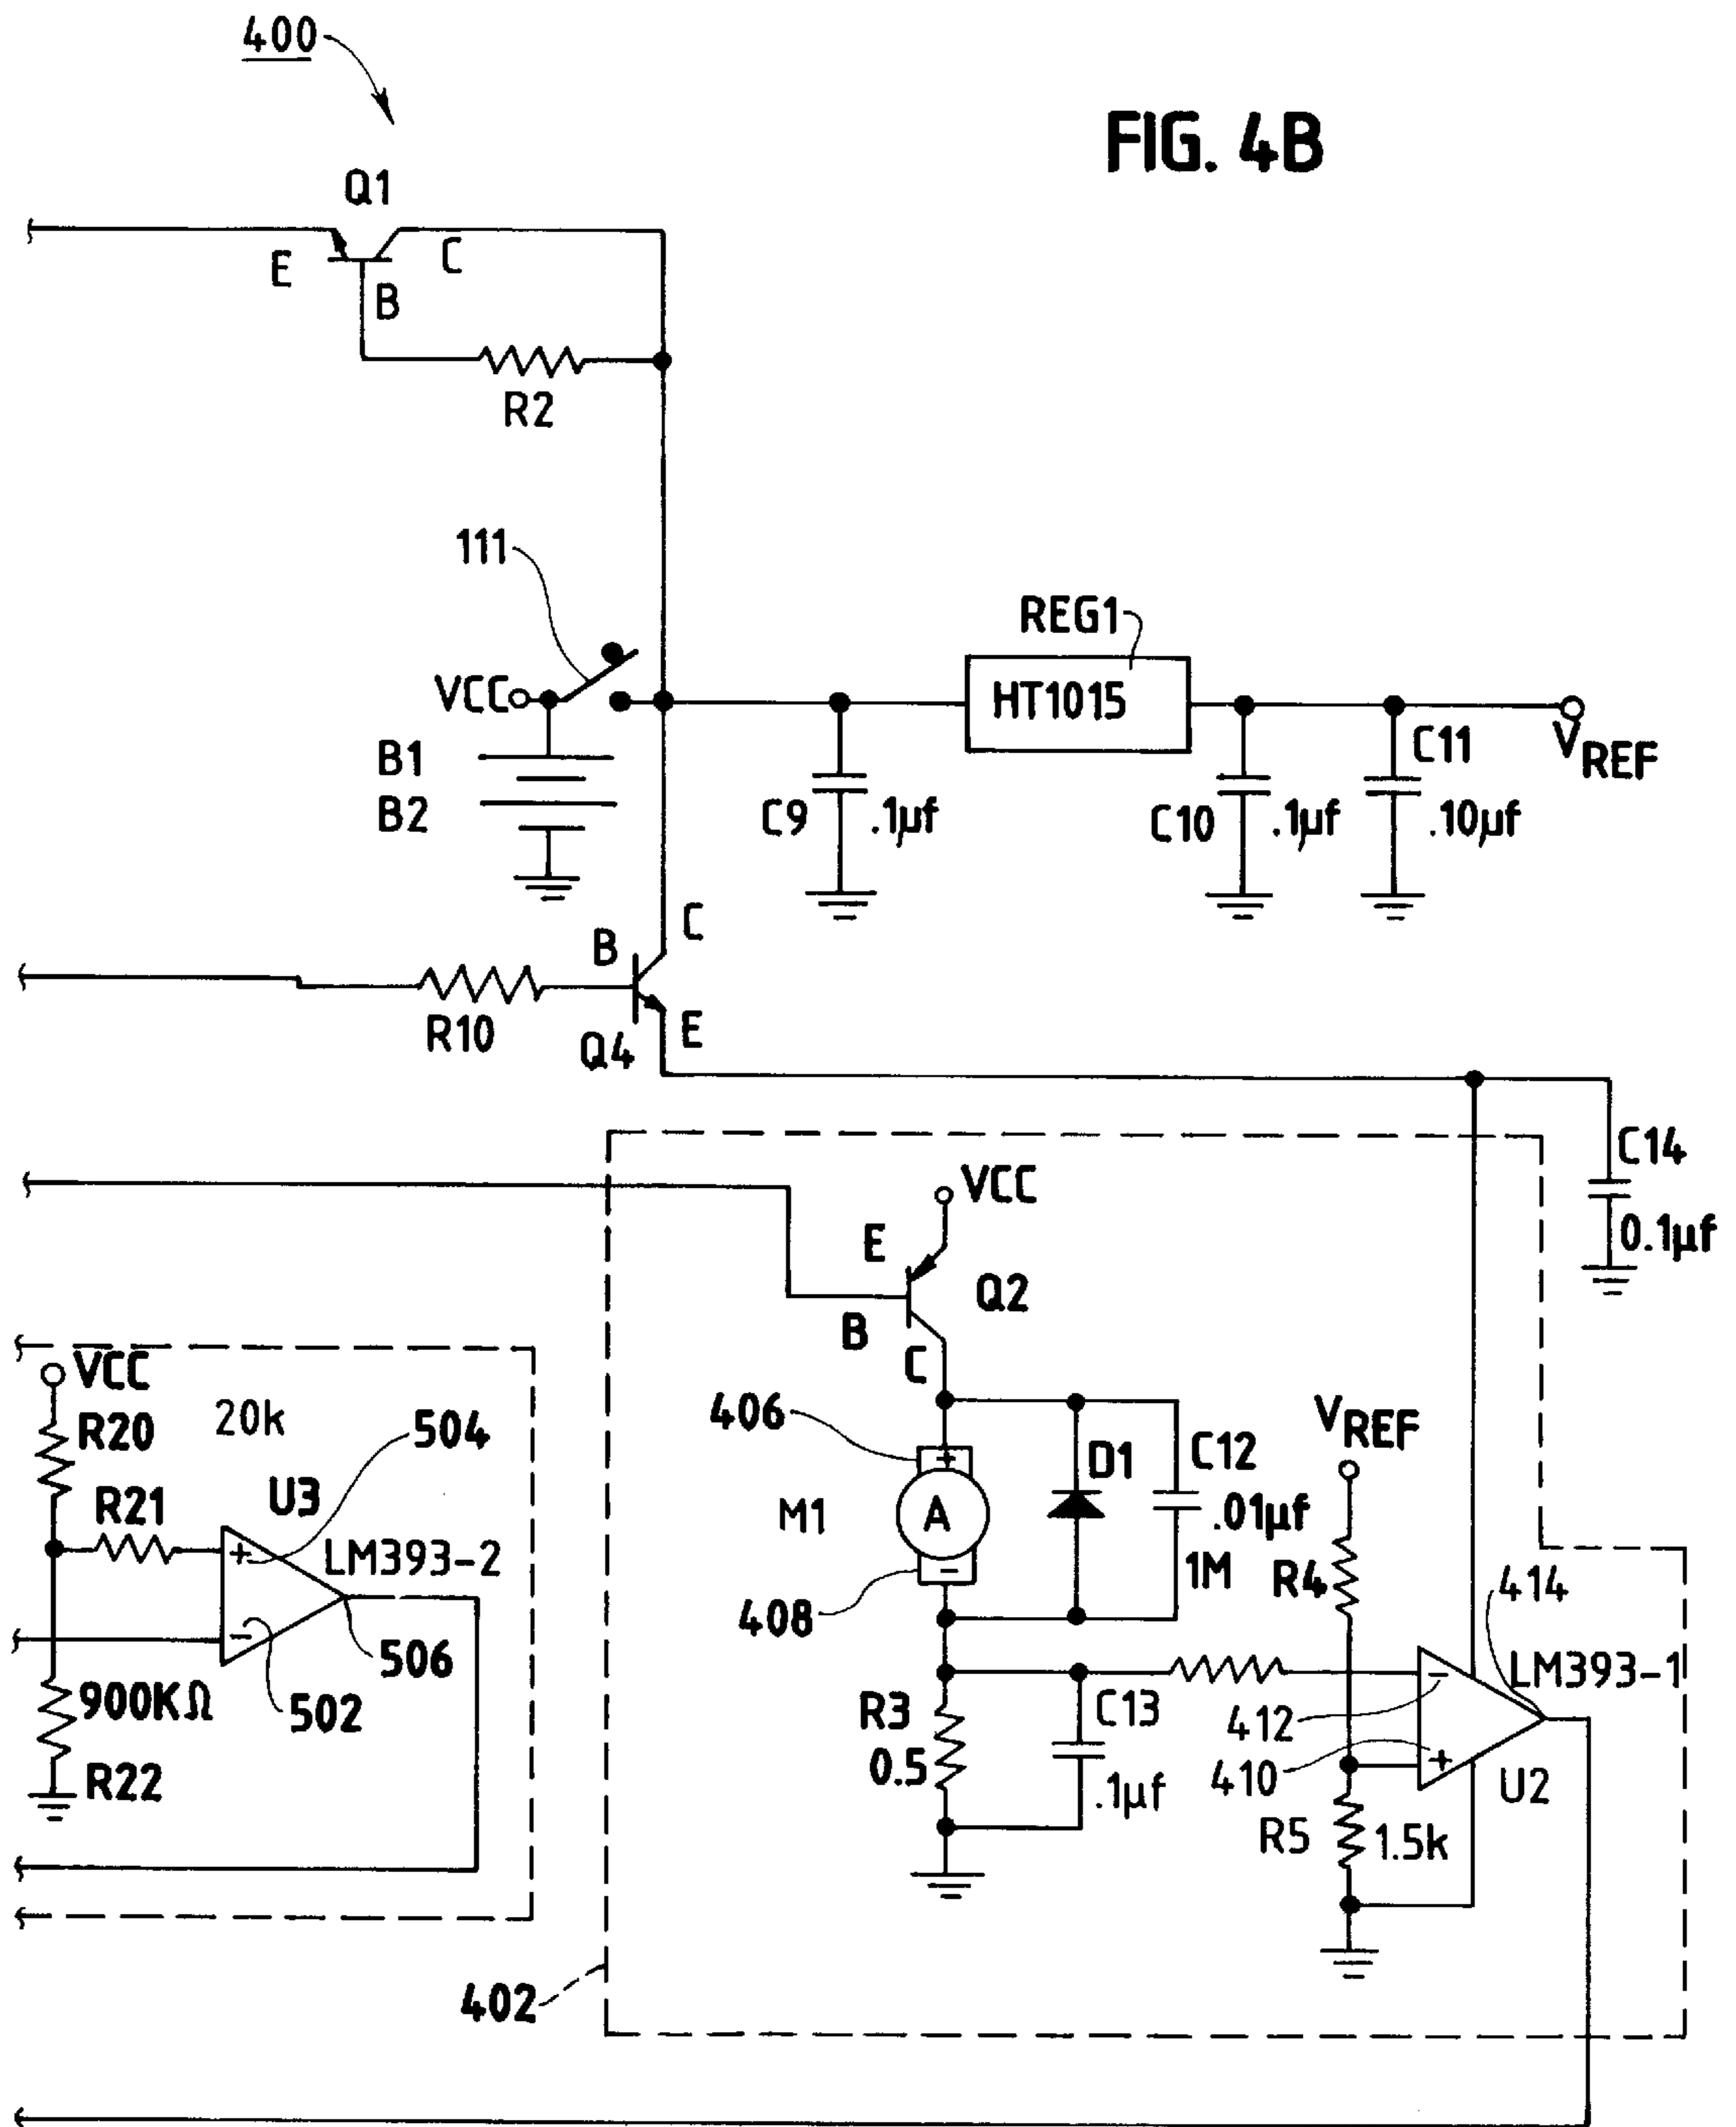 400
FIG. 4B
Q1
E
C
B
R2
111
REG1
VCC
HT1015
B1
B2
C9
.1µf
C10
.1µf
C11
.10µf
VREF
C
B
R10
Q4
E
C14
0.1µf
VCC
E
Q2
B
C
VCC
R20
20k
504
R21
U3
LM393-2
506
502
900KΩ
R22
406
+
M1
A
-
408
D1
C12
.01µf
1M
VREF
R4
414
LM393-1
R3
0.5
C13
.1µf
412
410
-
+
U2
R5
1.5k
+
-
402